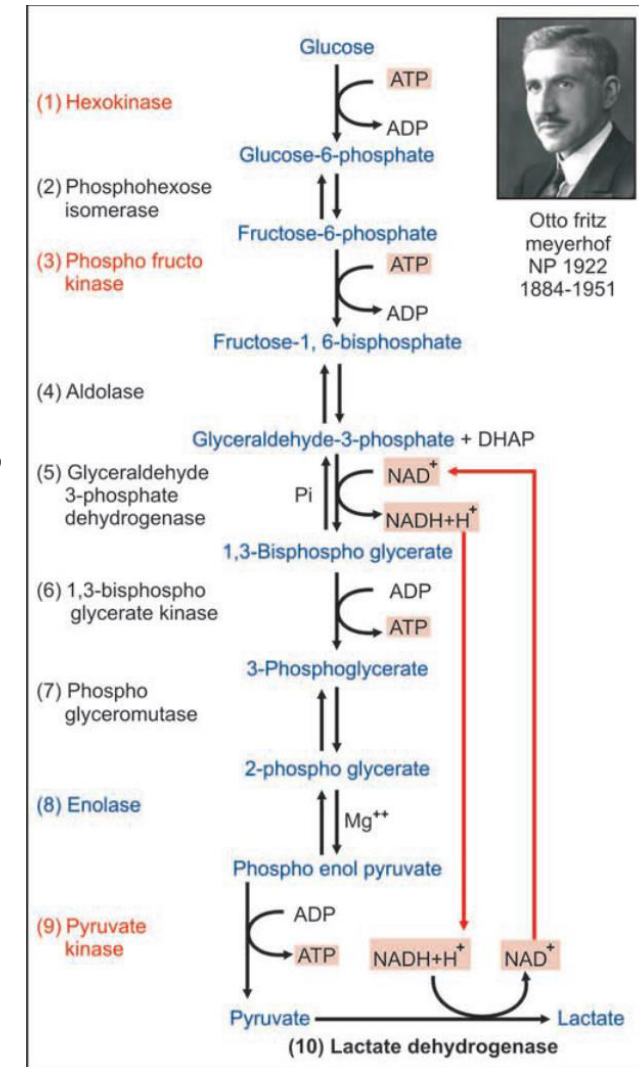 Glucose
ATP
(1) Hexokinase
ADP
Glucose-6-phosphate
(2) Phosphohexose
isomerase
Fructose-6-phosphate
(3) Phospho fructo
kinase
ATP
ADP
Fructose-1, 6-bisphosphate
(4) Aldolase
Glyceraldehyde-3-phosphate + DHAP
(5) Glyceraldehyde
3-phosphate
dehydrogenase
Pi
NAD+
NADH+H+
1,3-Bisphospho glycerate
(6) 1,3-bisphospho
glycerate kinase
ADP
ATP
3-Phosphoglycerate
(7) Phospho
glyceromutase
2-phospho glycerate
(8) Enolase
Mg++
Phospho enol pyruvate
(9) Pyruvate
kinase
ADP
ATP
NADH+H+
NAD+
Pyruvate
Lactate
(10) Lactate dehydrogenase
Otto fritz
meyerhof
NP 1922
1884-1951